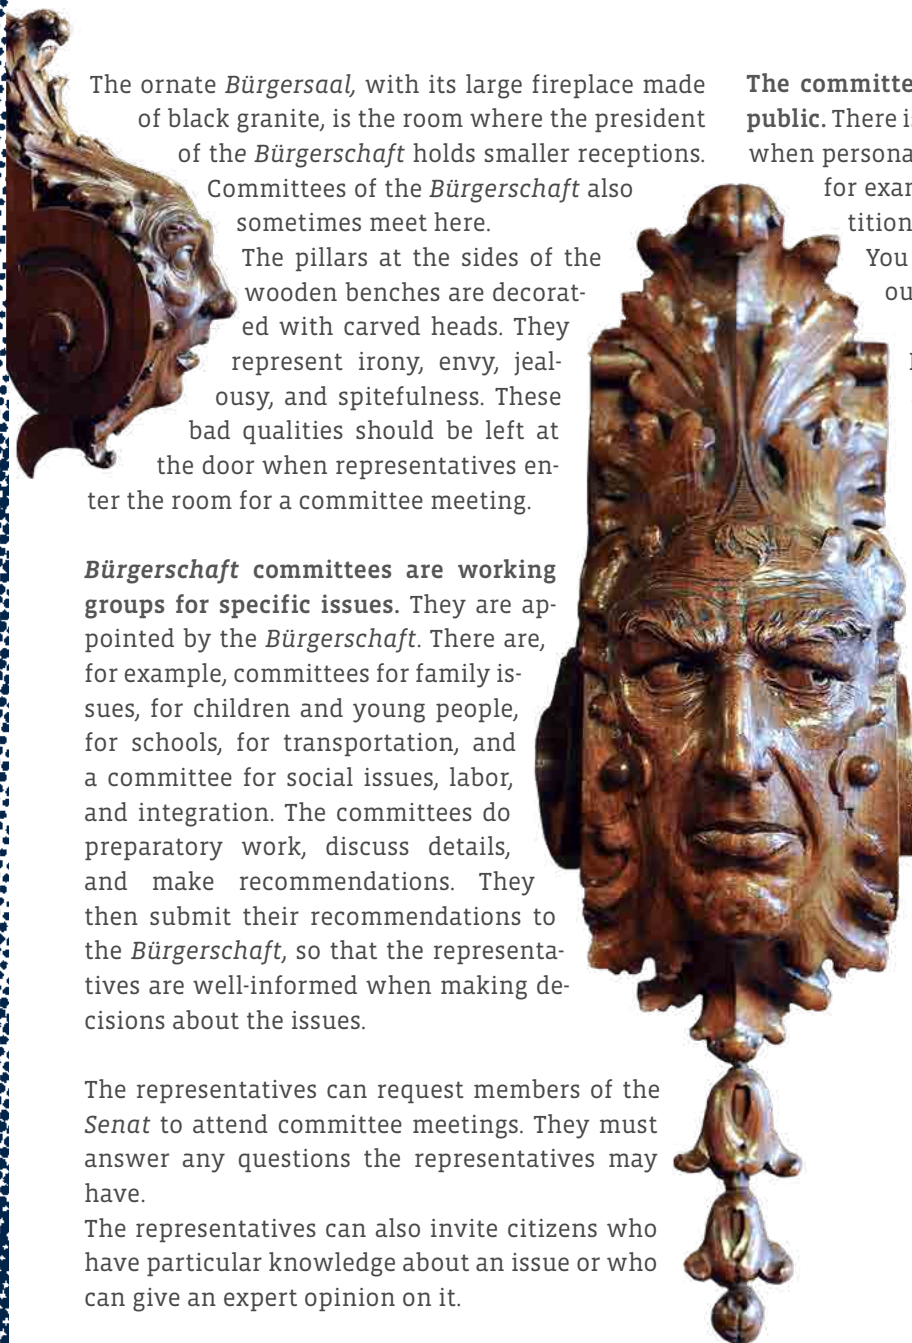 The ornate Bürgersaal, with its large fireplace made
of black granite, is the room where the president
of the Bürgerschaft holds smaller receptions.
Committees of the Bürgerschaft also
sometimes meet here.
The pillars at the sides of the
wooden benches are decorat-
ed with carved heads. They
represent irony, envy, jeal-
ousy, and spitefulness. These
bad qualities should be left at
the door when representatives en-
ter the room for a committee meeting.
Bürgerschaft committees are working
groups for specific issues. They are ap-
pointed by the Bürgerschaft. There are,
for example, committees for family is-
sues, for children and young people,
for schools, for transportation, and
a committee for social issues, labor,
and integration. The committees do
preparatory work, discuss details,
and make recommendations. They
then submit their recommendations to
the Bürgerschaft, so that the representa-
tives are well-informed when making de-
cisions about the issues.
The representatives can request members of the
Senat to attend committee meetings. They must
answer any questions the representatives may
have.
The representatives can also invite citizens who
have particular knowledge about an issue or who
can give an expert opinion on it.
The committe
public. There i
when persona
for exar
tition
You
ou